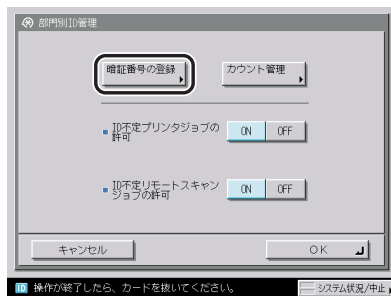 部門別ID管理
暗証番号の登録
カウント管理
ID不定プリンタジョブの
許可
ON
OFF
ID不定リモートスキャン
ジョブの許可
ON
OFF
キャンセル
OK
ID 操作が終了したら、カードを抜いてください。
システム状況/中止